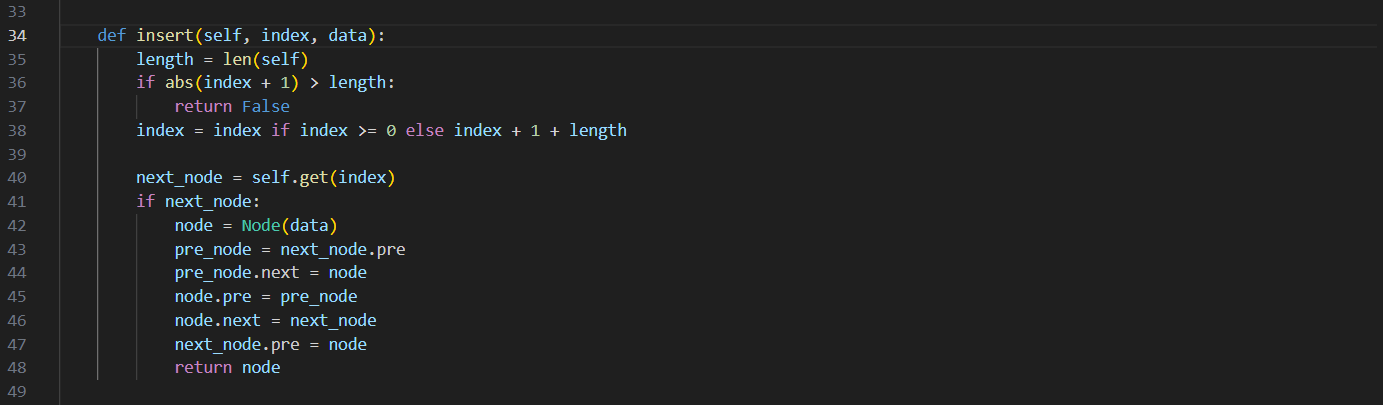 33
34 def insert(self, index, data):
35 length = len(self)
36 if abs(index + 1) > length:
37 return False
38 index = index if index >= 0 else index + 1 + length
39
40 next_node = self.get(index)
41 if next_node:
42 node = Node(data)
43 pre_node = next_node.pre
44 pre_node.next = node
45 node.pre = pre_node
46 node.next = next_node
47 next_node.pre = node
48 return node
49